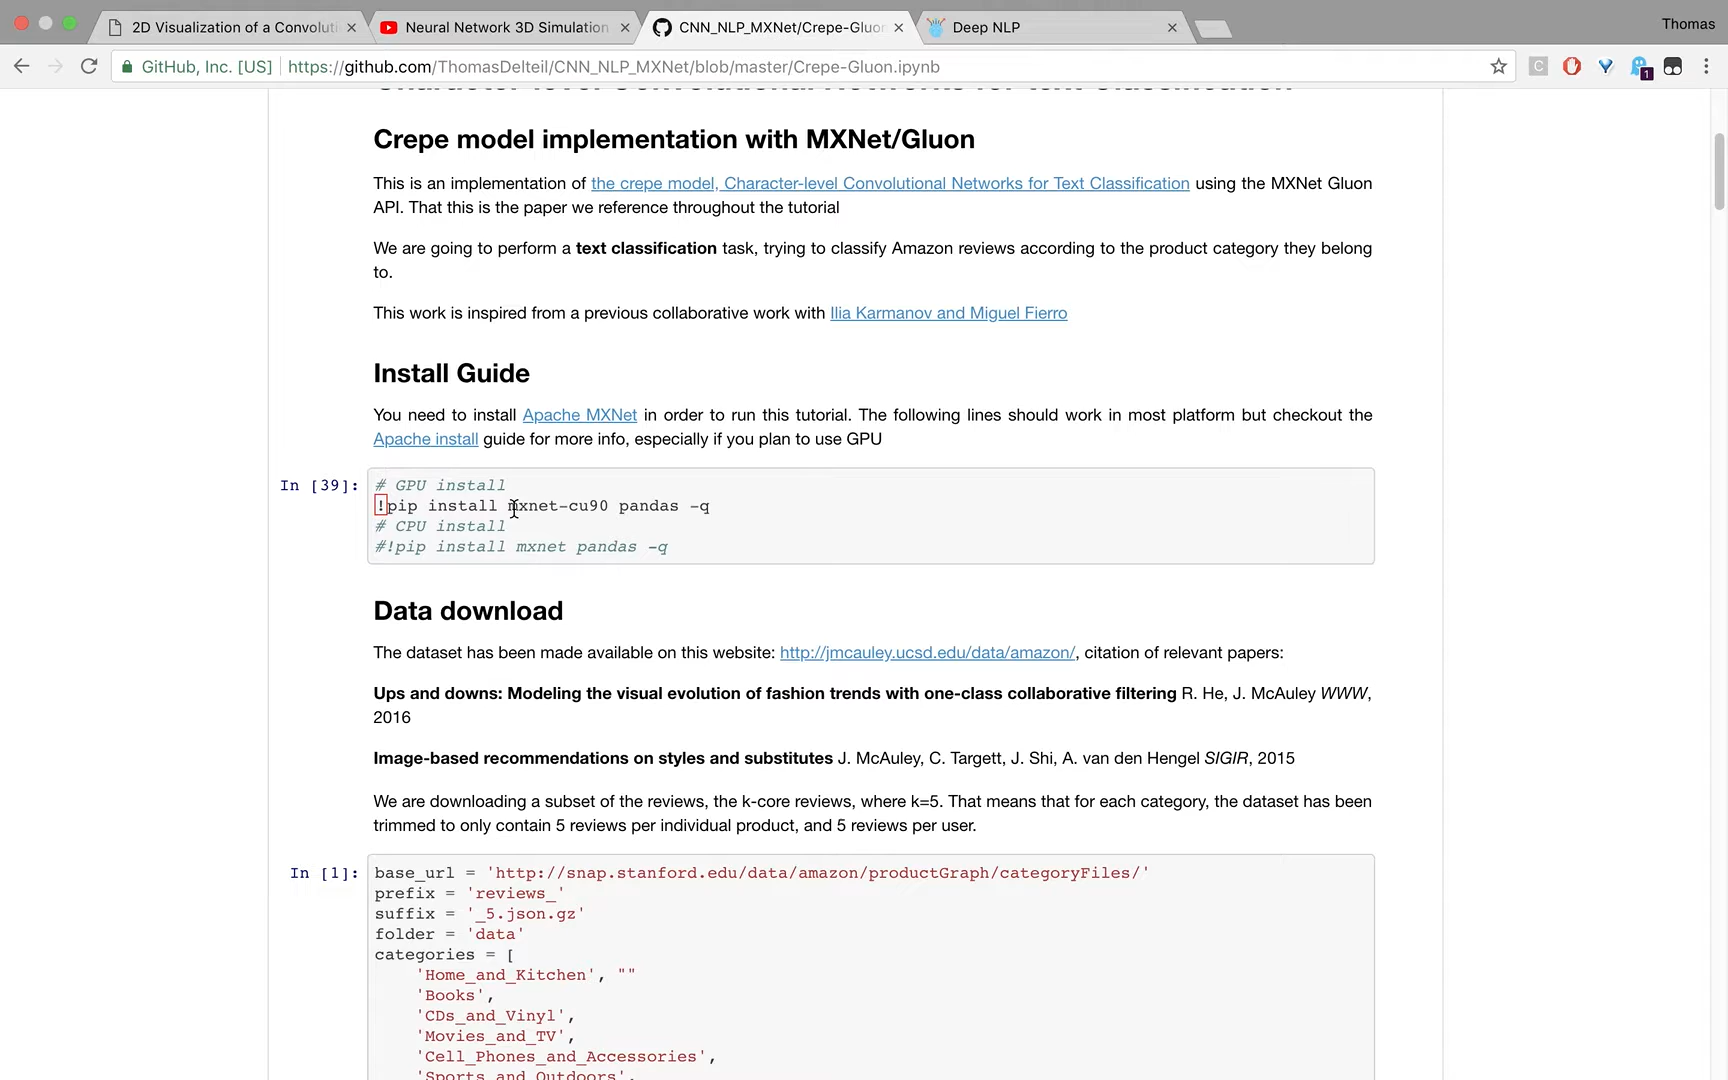 2D Visualization of a Convoluti
Neural Network 3D Simulation
CNN_NLP_MXNet/Crepe-Gluon
Deep NLP
Thomas
GitHub, Inc. [US]
https://github.com/ThomasDelteil/CNN_NLP_MXNet/blob/master/Crepe-Gluon.ipynb
C
1
Character-level Convolutional Networks for text Classification
Crepe model implementation with MXNet/Gluon
This is an implementation of the crepe model, Character-level Convolutional Networks for Text Classification using the MXNet Gluon
API. That this is the paper we reference throughout the tutorial
We are going to perform a text classification task, trying to classify Amazon reviews according to the product category they belong
to.
This work is inspired from a previous collaborative work with Ilia Karmanov and Miguel Fierro
Install Guide
You need to install Apache MXNet in order to run this tutorial. The following lines should work in most platform but checkout the
Apache install guide for more info, especially if you plan to use GPU
In [39]:
# GPU install
!pip install mxnet-cu90 pandas -q
# CPU install
#!pip install mxnet pandas -q
Data download
The dataset has been made available on this website: http://jmcauley.ucsd.edu/data/amazon/, citation of relevant papers:
Ups and downs: Modeling the visual evolution of fashion trends with one-class collaborative filtering R. He, J. McAuley WWW,
2016
Image-based recommendations on styles and substitutes J. McAuley, C. Targett, J. Shi, A. van den Hengel SIGIR, 2015
We are downloading a subset of the reviews, the k-core reviews, where k=5. That means that for each category, the dataset has been
trimmed to only contain 5 reviews per individual product, and 5 reviews per user.
In [1]:
base_url = 'http://snap.stanford.edu/data/amazon/productGraph/categoryFiles/'
prefix = 'reviews_'
suffix = '_5.json.gz'
folder = 'data'
categories = [
'Home_and_Kitchen', ""
'Books',
'CDs_and_Vinyl',
'Movies_and_TV',
'Cell_Phones_and_Accessories',
'Sports_and_Outdoors',